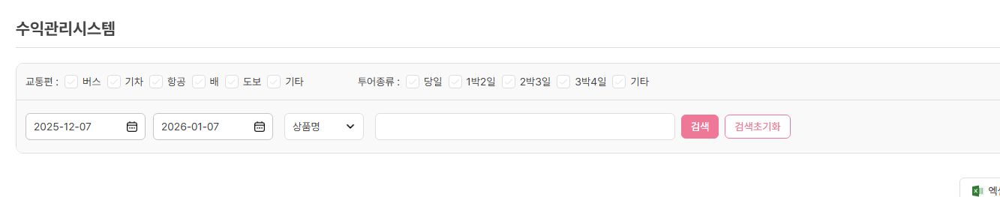 수익관리시스템
교통편 : 버스 기차 항공 배 도보 기타 투어종류 : 당일 1박2일 2박3일 3박4일 기타
2025-12-07 2026-01-07 상품명 검색 검색초기화